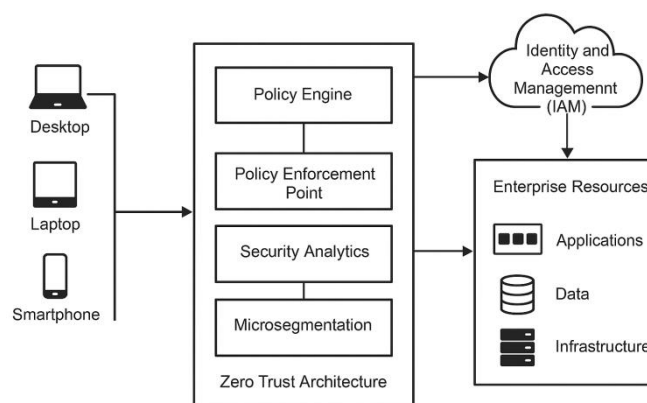 Desktop
Laptop
Smartphone
Policy Engine
Policy Enforcement
Point
Security Analytics
Microsegmentation
Zero Trust Architecture
Identity and
Access
Managemennt
(IAM)
Enterprise Resources
Applications
Data
Infrastructure